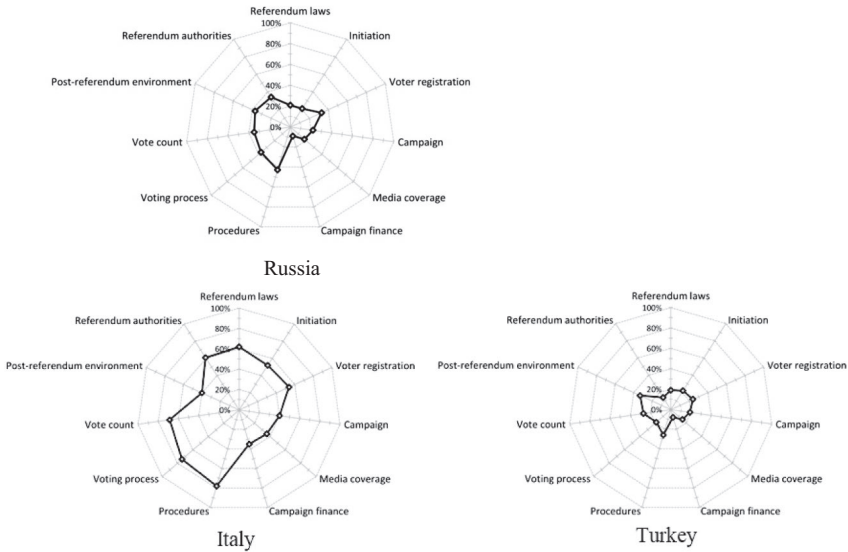 Referendum laws
100%
Referendum authorities
Initiation
80%
60%
Post-referendum environment
Voter registration
40%
20%
0%
Vote count
Campaign
Voting process
Media coverage
Procedures
Campaign finance
Russia
Referendum laws
100%
Referendum authorities
Initiation
80%
60%
Post-referendum environment
Voter registration
40%
20%
0%
Vote count
Campaign
Voting process
Media coverage
Procedures
Campaign finance
Italy
Referendum laws
100%
Referendum authorities
Initiation
80%
60%
Post-referendum environment
Voter registration
40%
20%
0%
Vote count
Campaign
Voting process
Media coverage
Procedures
Campaign finance
Turkey